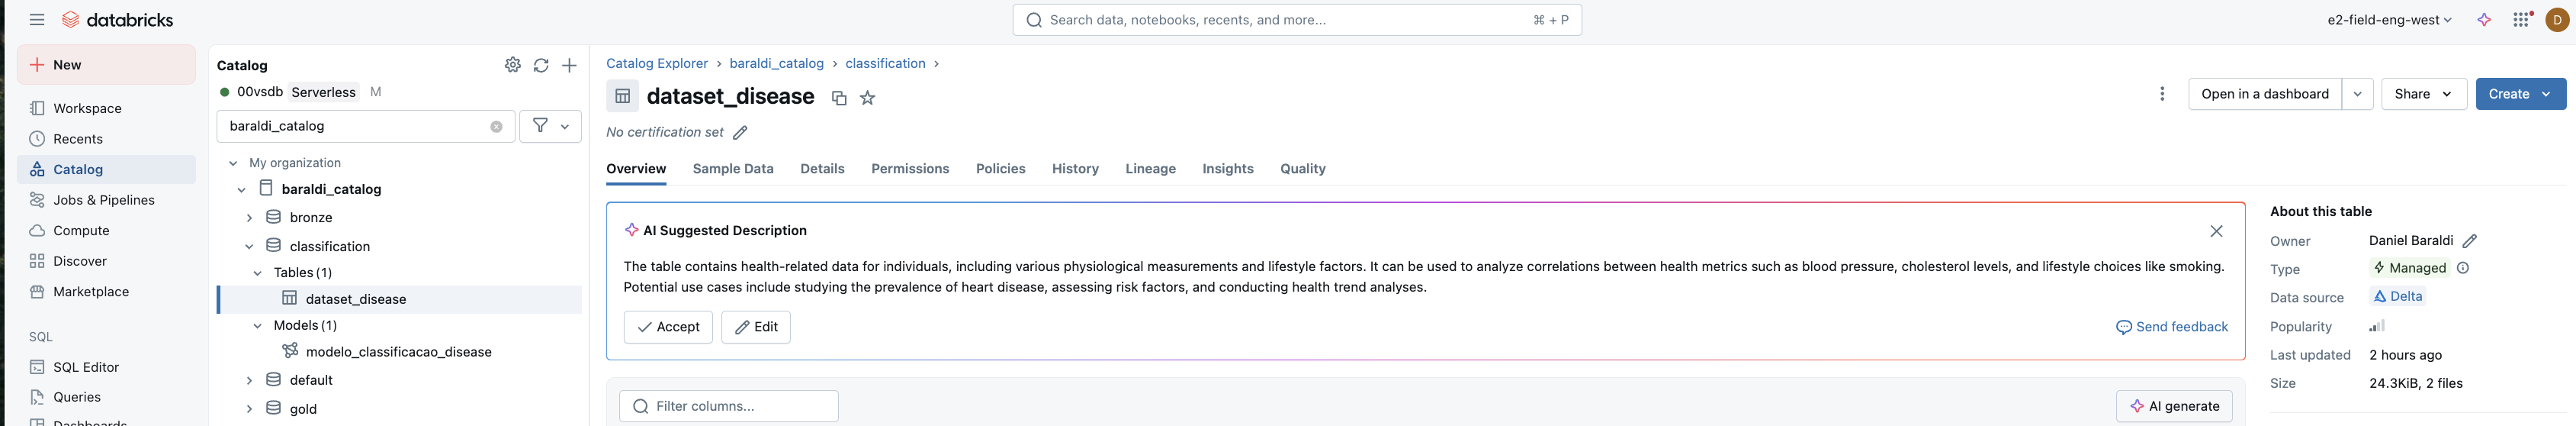 databricks
Search data, notebooks, recents, and more...
⌘ + P
e2-field-eng-west
D
New
Workspace
Recents
Catalog
Jobs & Pipelines
Compute
Discover
Marketplace
SQL
SQL Editor
Queries
Dashboards
Catalog
00vsdb Serverless M
baraldi_catalog
My organization
baraldi_catalog
bronze
classification
Tables (1)
dataset_disease
Models (1)
modelo_classificacao_disease
default
gold
Catalog Explorer > baraldi_catalog > classification >
dataset_disease
No certification set
Open in a dashboard
Share
Create
Overview Sample Data Details Permissions Policies History Lineage Insights Quality
AI Suggested Description
The table contains health-related data for individuals, including various physiological measurements and lifestyle factors. It can be used to analyze correlations between health metrics such as blood pressure, cholesterol levels, and lifestyle choices like smoking.
Potential use cases include studying the prevalence of heart disease, assessing risk factors, and conducting health trend analyses.
Accept Edit
Send feedback
Filter columns...
AI generate
About this table
Owner Daniel Baraldi
Type Managed
Data source Delta
Popularity
Last updated 2 hours ago
Size 24.3KiB, 2 files